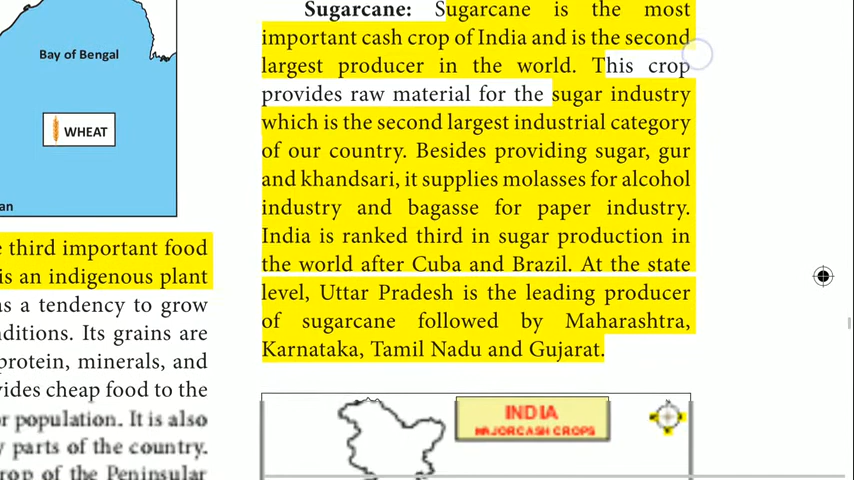 Bay of Bengal
WHEAT
an
e third important food
is an indigenous plant
as a tendency to grow
nditions. Its grains are
protein, minerals, and
vides cheap food to the
or population. It is also
y parts of the country.
rop of the Peninsular
Sugarcane: Sugarcane is the most
important cash crop of India and is the second
largest producer in the world. This crop
provides raw material for the sugar industry
which is the second largest industrial category
of our country. Besides providing sugar, gur
and khandsari, it supplies molasses for alcohol
industry and bagasse for paper industry.
India is ranked third in sugar production in
the world after Cuba and Brazil. At the state
level, Uttar Pradesh is the leading producer
of sugarcane followed by Maharashtra,
Karnataka, Tamil Nadu and Gujarat.
INDIA
MAJOR CASH CROPS